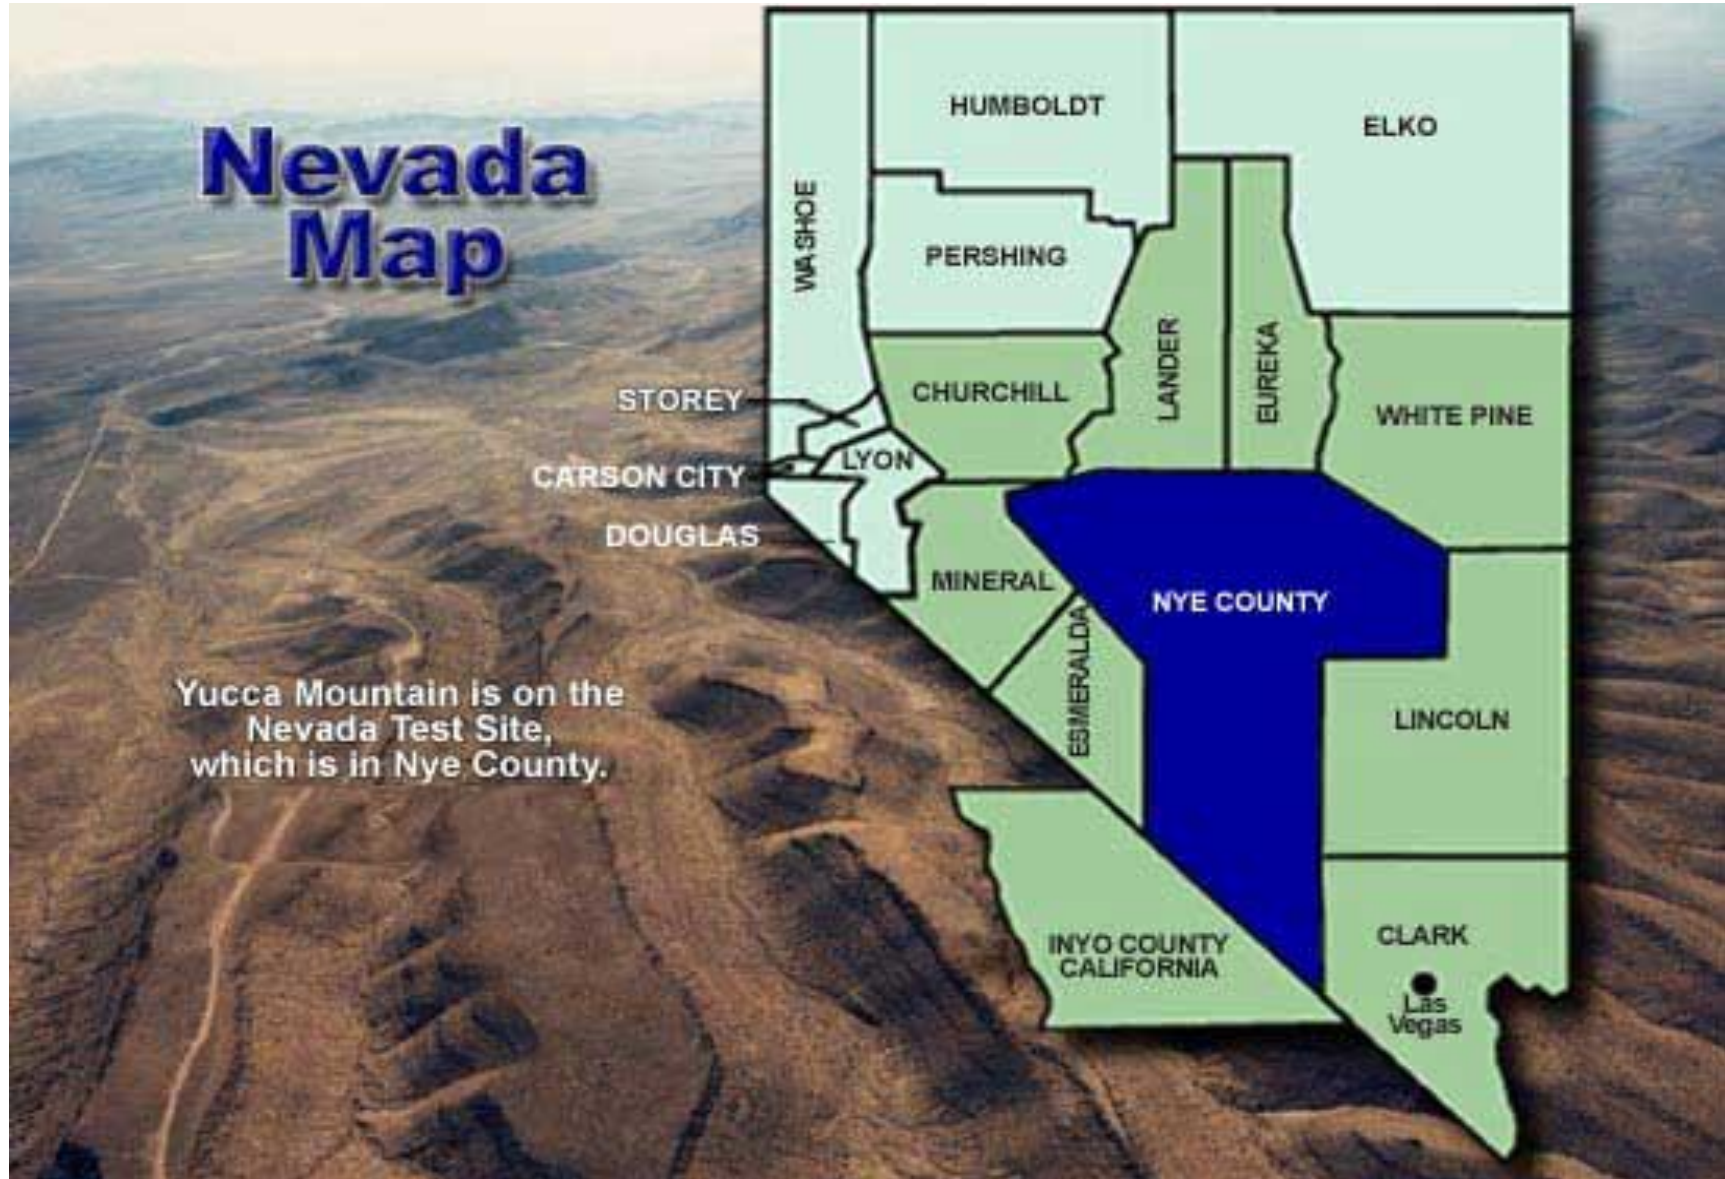 Nevada
Map
HUMBOLDT
ELKO
WASHOE
PERSHING
LANDER
EUREKA
CHURCHILL
WHITE PINE
STOREY
LYON
CARSON CITY
DOUGLAS
MINERAL
NYE COUNTY
ESMERALDA
LINCOLN
Yucca Mountain is on the
Nevada Test Site,
which is in Nye County.
INYO COUNTY
CALIFORNIA
CLARK
Las
Vegas